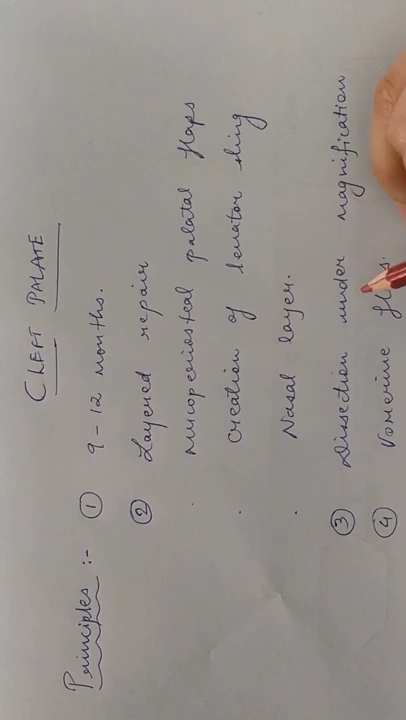 CLEFT PALATE
Principles :-
① 9-12 months.
② Layered repair
. Mucoperiosteal palatal flaps
. Creation of levator sling
. Nasal layer.
③ Dissection under magnification
④ Vomerine